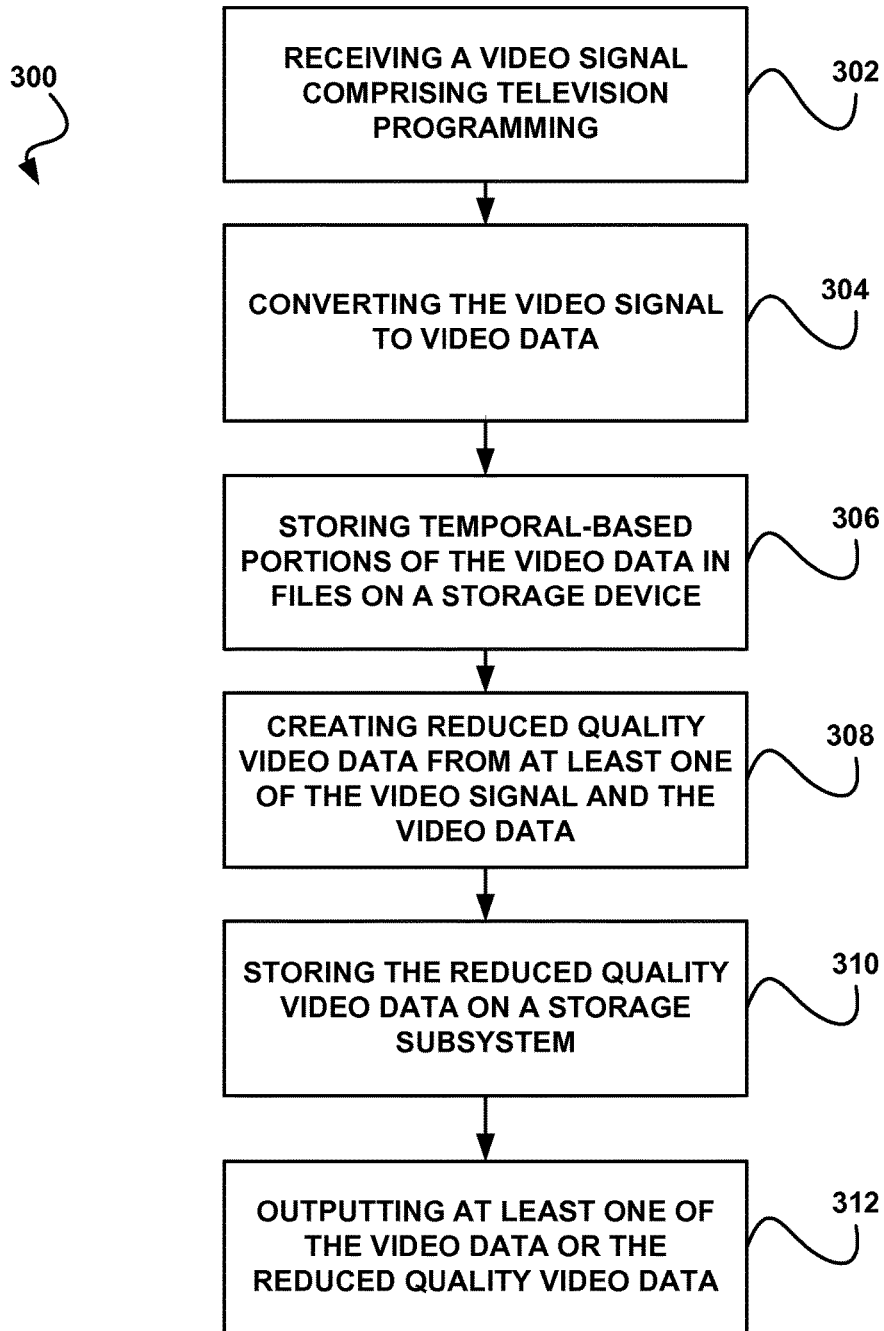 300
RECEIVING A VIDEO SIGNAL
COMPRISING TELEVISION
PROGRAMMING
302
CONVERTING THE VIDEO SIGNAL
TO VIDEO DATA
304
STORING TEMPORAL-BASED
PORTIONS OF THE VIDEO DATA IN
FILES ON A STORAGE DEVICE
306
CREATING REDUCED QUALITY
VIDEO DATA FROM AT LEAST ONE
OF THE VIDEO SIGNAL AND THE
VIDEO DATA
308
STORING THE REDUCED QUALITY
VIDEO DATA ON A STORAGE
SUBSYSTEM
310
OUTPUTTING AT LEAST ONE OF
THE VIDEO DATA OR THE
REDUCED QUALITY VIDEO DATA
312